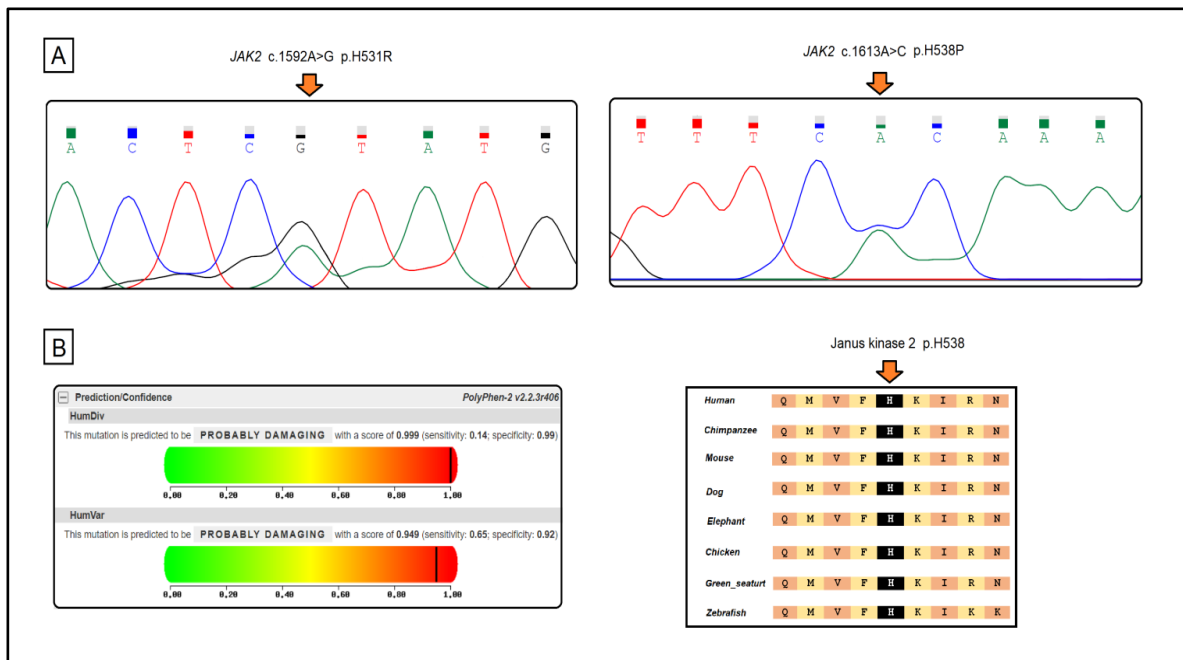 A
JAK2 c.1592A>G p.H531R
JAK2 c.1613A>C p.H538P
A C T C G T A T G
T T T C A C A A A
B
Janus kinase 2 p.H538
Prediction/Confidence PolyPhen-2 v2.2.3r406
HumDiv
This mutation is predicted to be PROBABLY DAMAGING with a score of 0.999 (sensitivity: 0.14; specificity: 0.99)
0.00 0.20 0.40 0.60 0.80 1.00
HumVar
This mutation is predicted to be PROBABLY DAMAGING with a score of 0.949 (sensitivity: 0.65; specificity: 0.92)
0.00 0.20 0.40 0.60 0.80 1.00
Human Q M V F H K I R N
Chimpanzee Q M V F H K I R N
Mouse Q M V F H K I R N
Dog Q M V F H K I R N
Elephant Q M V F H K I R N
Chicken Q M V F H K I R N
Green_seaturt Q M V F H K I R N
Zebrafish Q M V F H K I K K